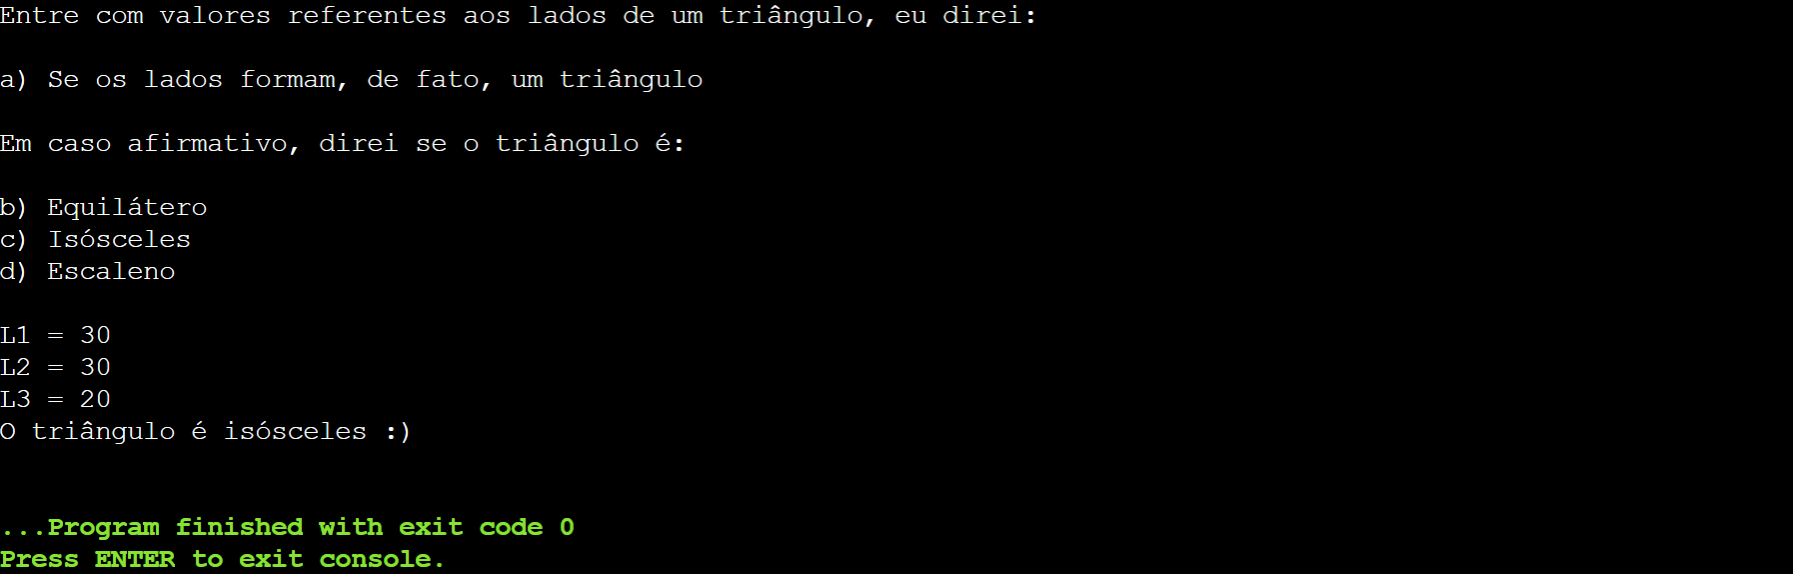 Entre com valores referentes aos lados de um triângulo, eu direi:
a) Se os lados formam, de fato, um triângulo
Em caso afirmativo, direi se o triângulo é:
b) Equilátero
c) Isósceles
d) Escaleno
L1 = 30
L2 = 30
L3 = 20
O triângulo é isósceles :)
...Program finished with exit code 0
Press ENTER to exit console.